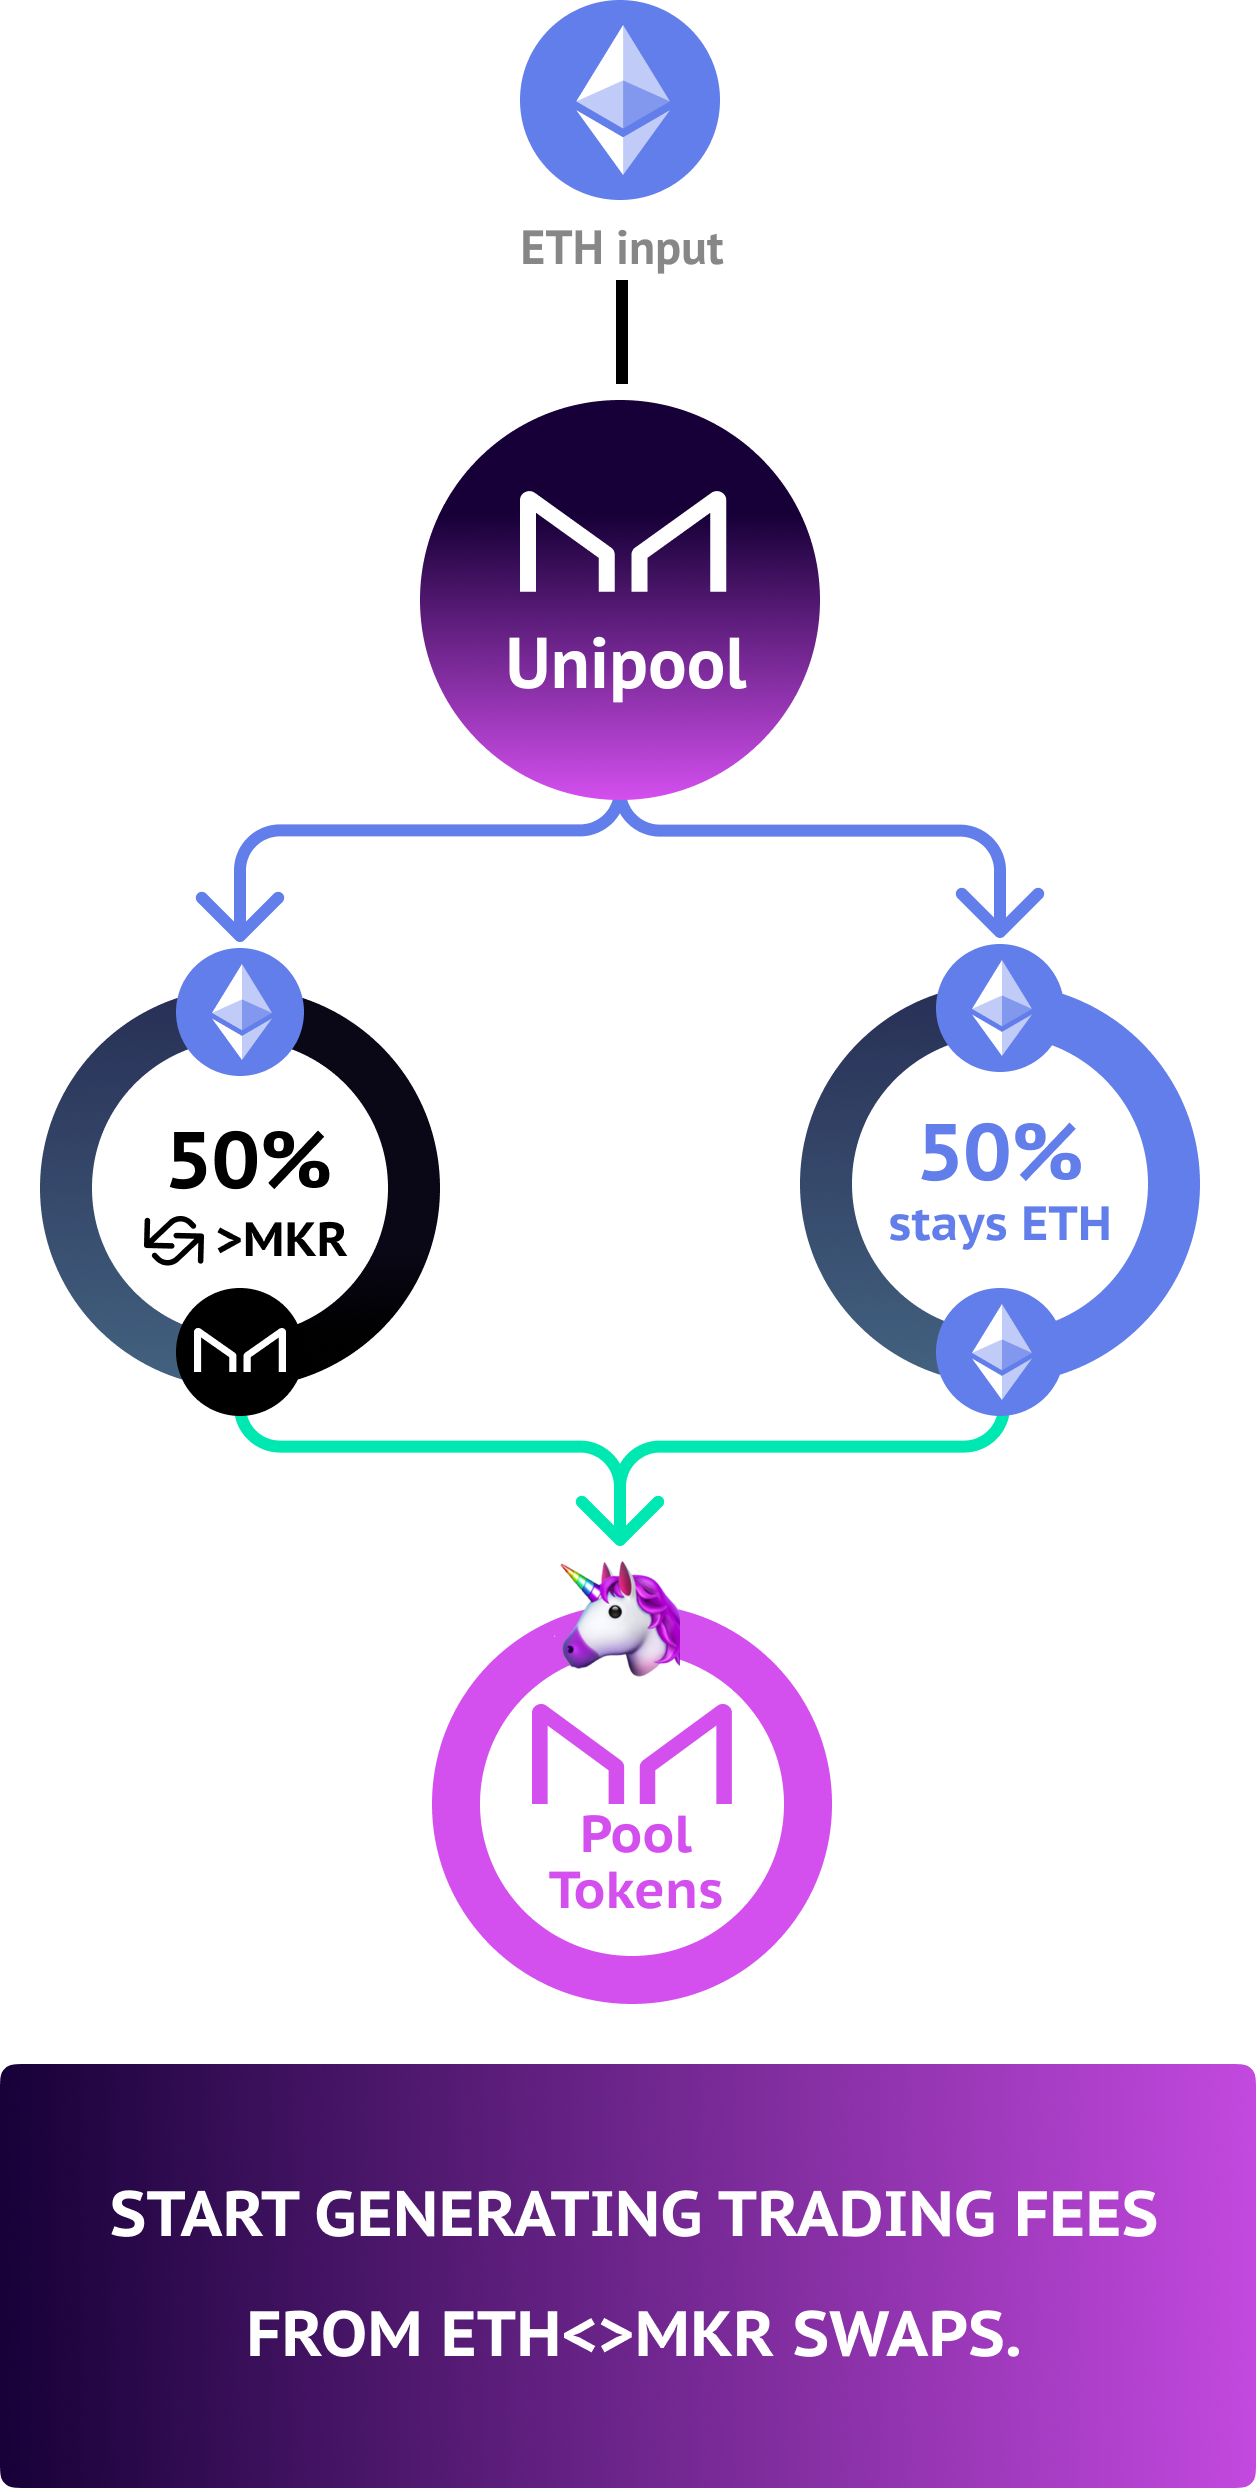 ETH input
Unipool
50%
>MKR
50%
stays ETH
Pool
Tokens
START GENERATING TRADING FEES
FROM ETH<>MKR SWAPS.